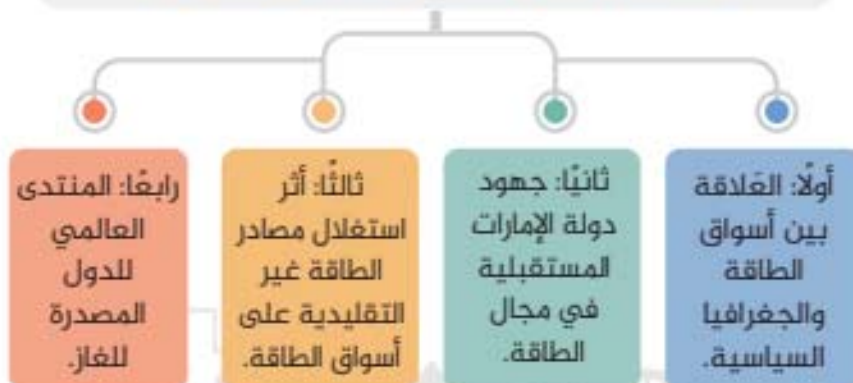 أولًا: العَلاقة
بين أسواق
الطاقة
والجغرافيا
السياسية.
ثانيًا: جهود
دولة الإمارات
المستقبلية
في مجال
الطاقة.
ثالثًا: أثر
استغلال مصادر
الطاقة غير
التقليدية على
أسواق الطاقة.
رابعًا: المنتدى
العالمي
للدول
المصدرة
للغاز.